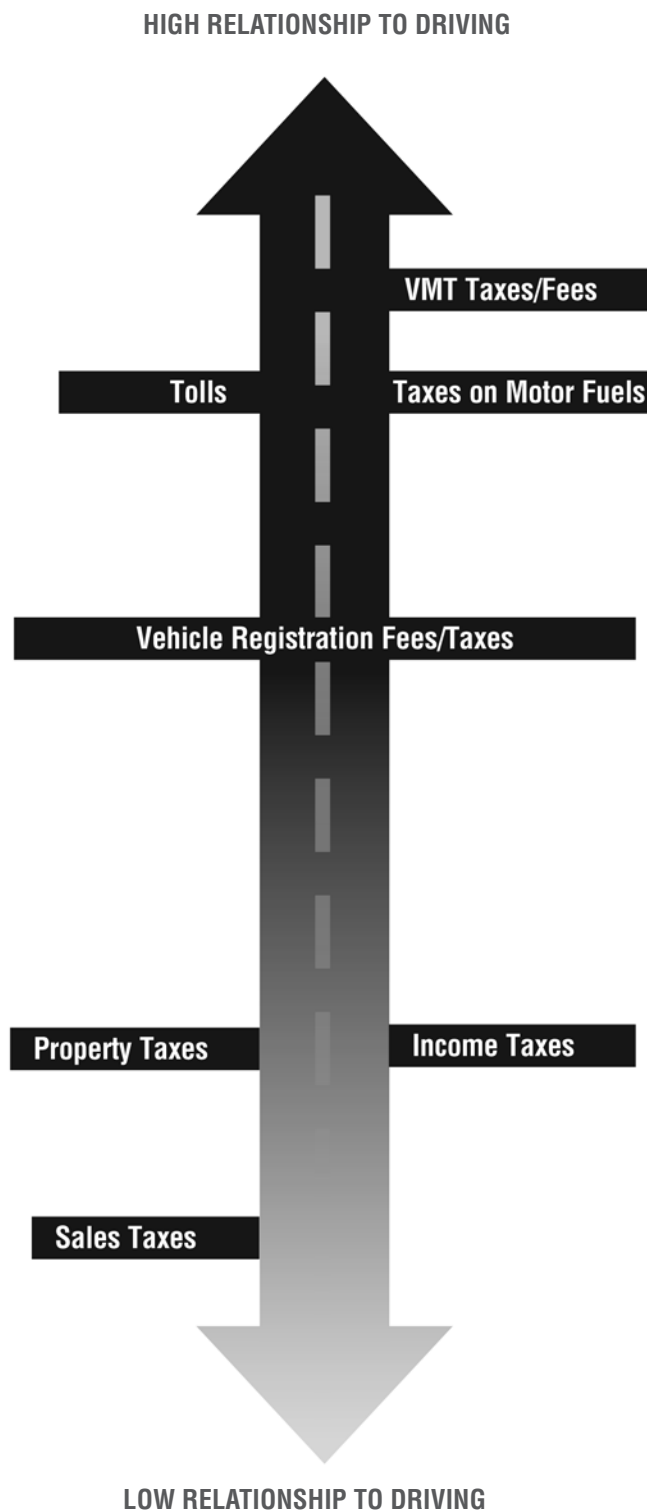 HIGH RELATIONSHIP TO DRIVING
VMT Taxes/Fees
Tolls
Taxes on Motor Fuels
Vehicle Registration Fees/Taxes
Property Taxes
Income Taxes
Sales Taxes
LOW RELATIONSHIP TO DRIVING